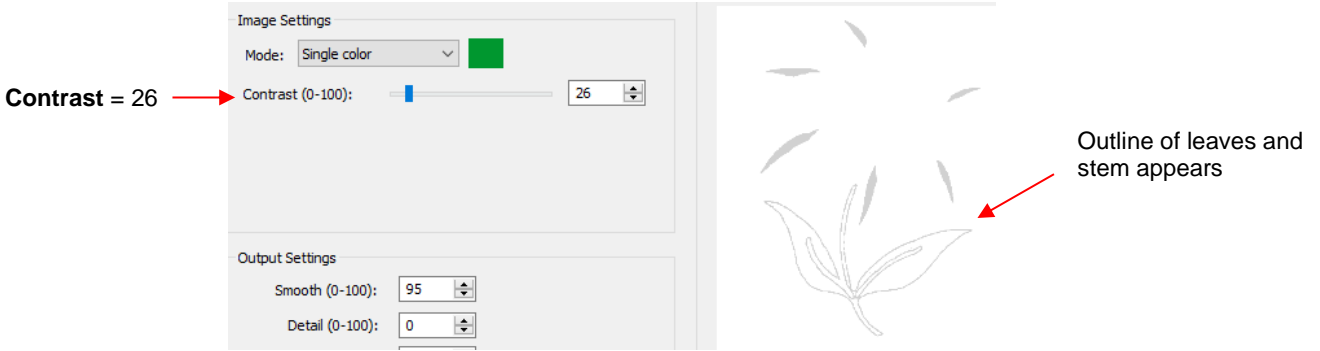 Image Settings
Mode: Single color
Contrast = 26
Contrast (0-100): 26
Outline of leaves and
stem appears
Output Settings
Smooth (0-100): 95
Detail (0-100): 0